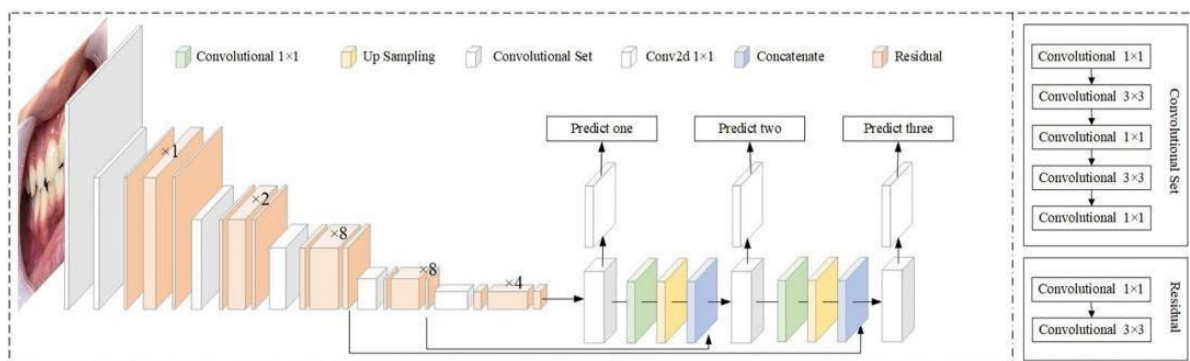 Convolutional 1×1
Up Sampling
Convolutional Set
Conv2d 1×1
Concatenate
Residual
×1
×2
×8
×8
×4
Predict one
Predict two
Predict three
Convolutional 1×1
Convolutional 3×3
Convolutional 1×1
Convolutional 3×3
Convolutional 1×1
Convolutional Set
Convolutional 1×1
Convolutional 3×3
Residual